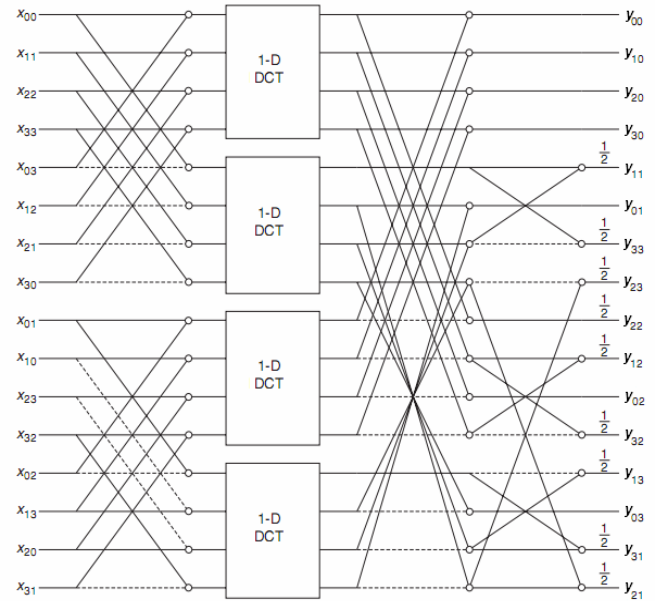 x00
x11
x22
x33
x03
x12
x21
x30
x01
x10
x23
x32
x02
x13
x20
x31
1-D
DCT
1-D
DCT
1-D
DCT
1-D
DCT
y00
y10
y20
y30
1/2 y11
y01
1/2 y33
1/2 y23
1/2 y22
1/2 y12
y02
1/2 y32
1/2 y13
y03
1/2 y31
1/2 y21